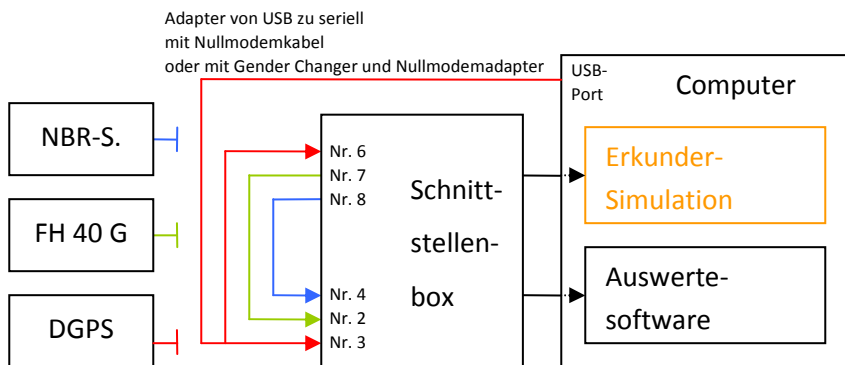 Adapter von USB zu seriell
mit Nullmodemkabel
oder mit Gender Changer und Nullmodemadapter
USB-
Port
Computer
NBR-S.
FH 40 G
DGPS
Nr. 6
Nr. 7
Nr. 8
Nr. 4
Nr. 2
Nr. 3
Schnitt-
stellen-
box
Erkunder-
Simulation
Auswerte-
software